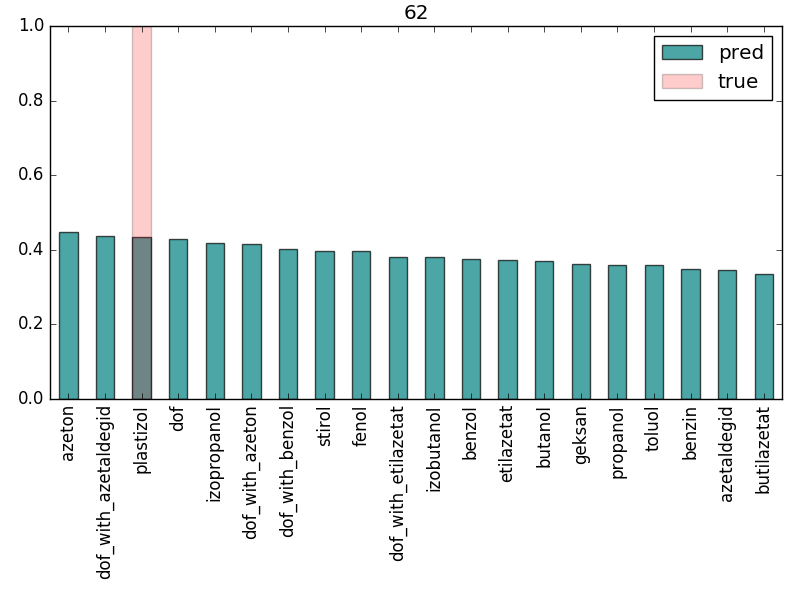 62
pred
true
1.0
0.8
0.6
0.4
0.2
0.0
azeton
dof_with_azetaldegid
plastizol
dof
izopropanol
dof_with_azeton
dof_with_benzol
stirol
fenol
dof_with_etilazetat
izobutanol
benzol
etilazetat
butanol
geksan
propanol
toluol
benzin
azetaldegid
butilazetat